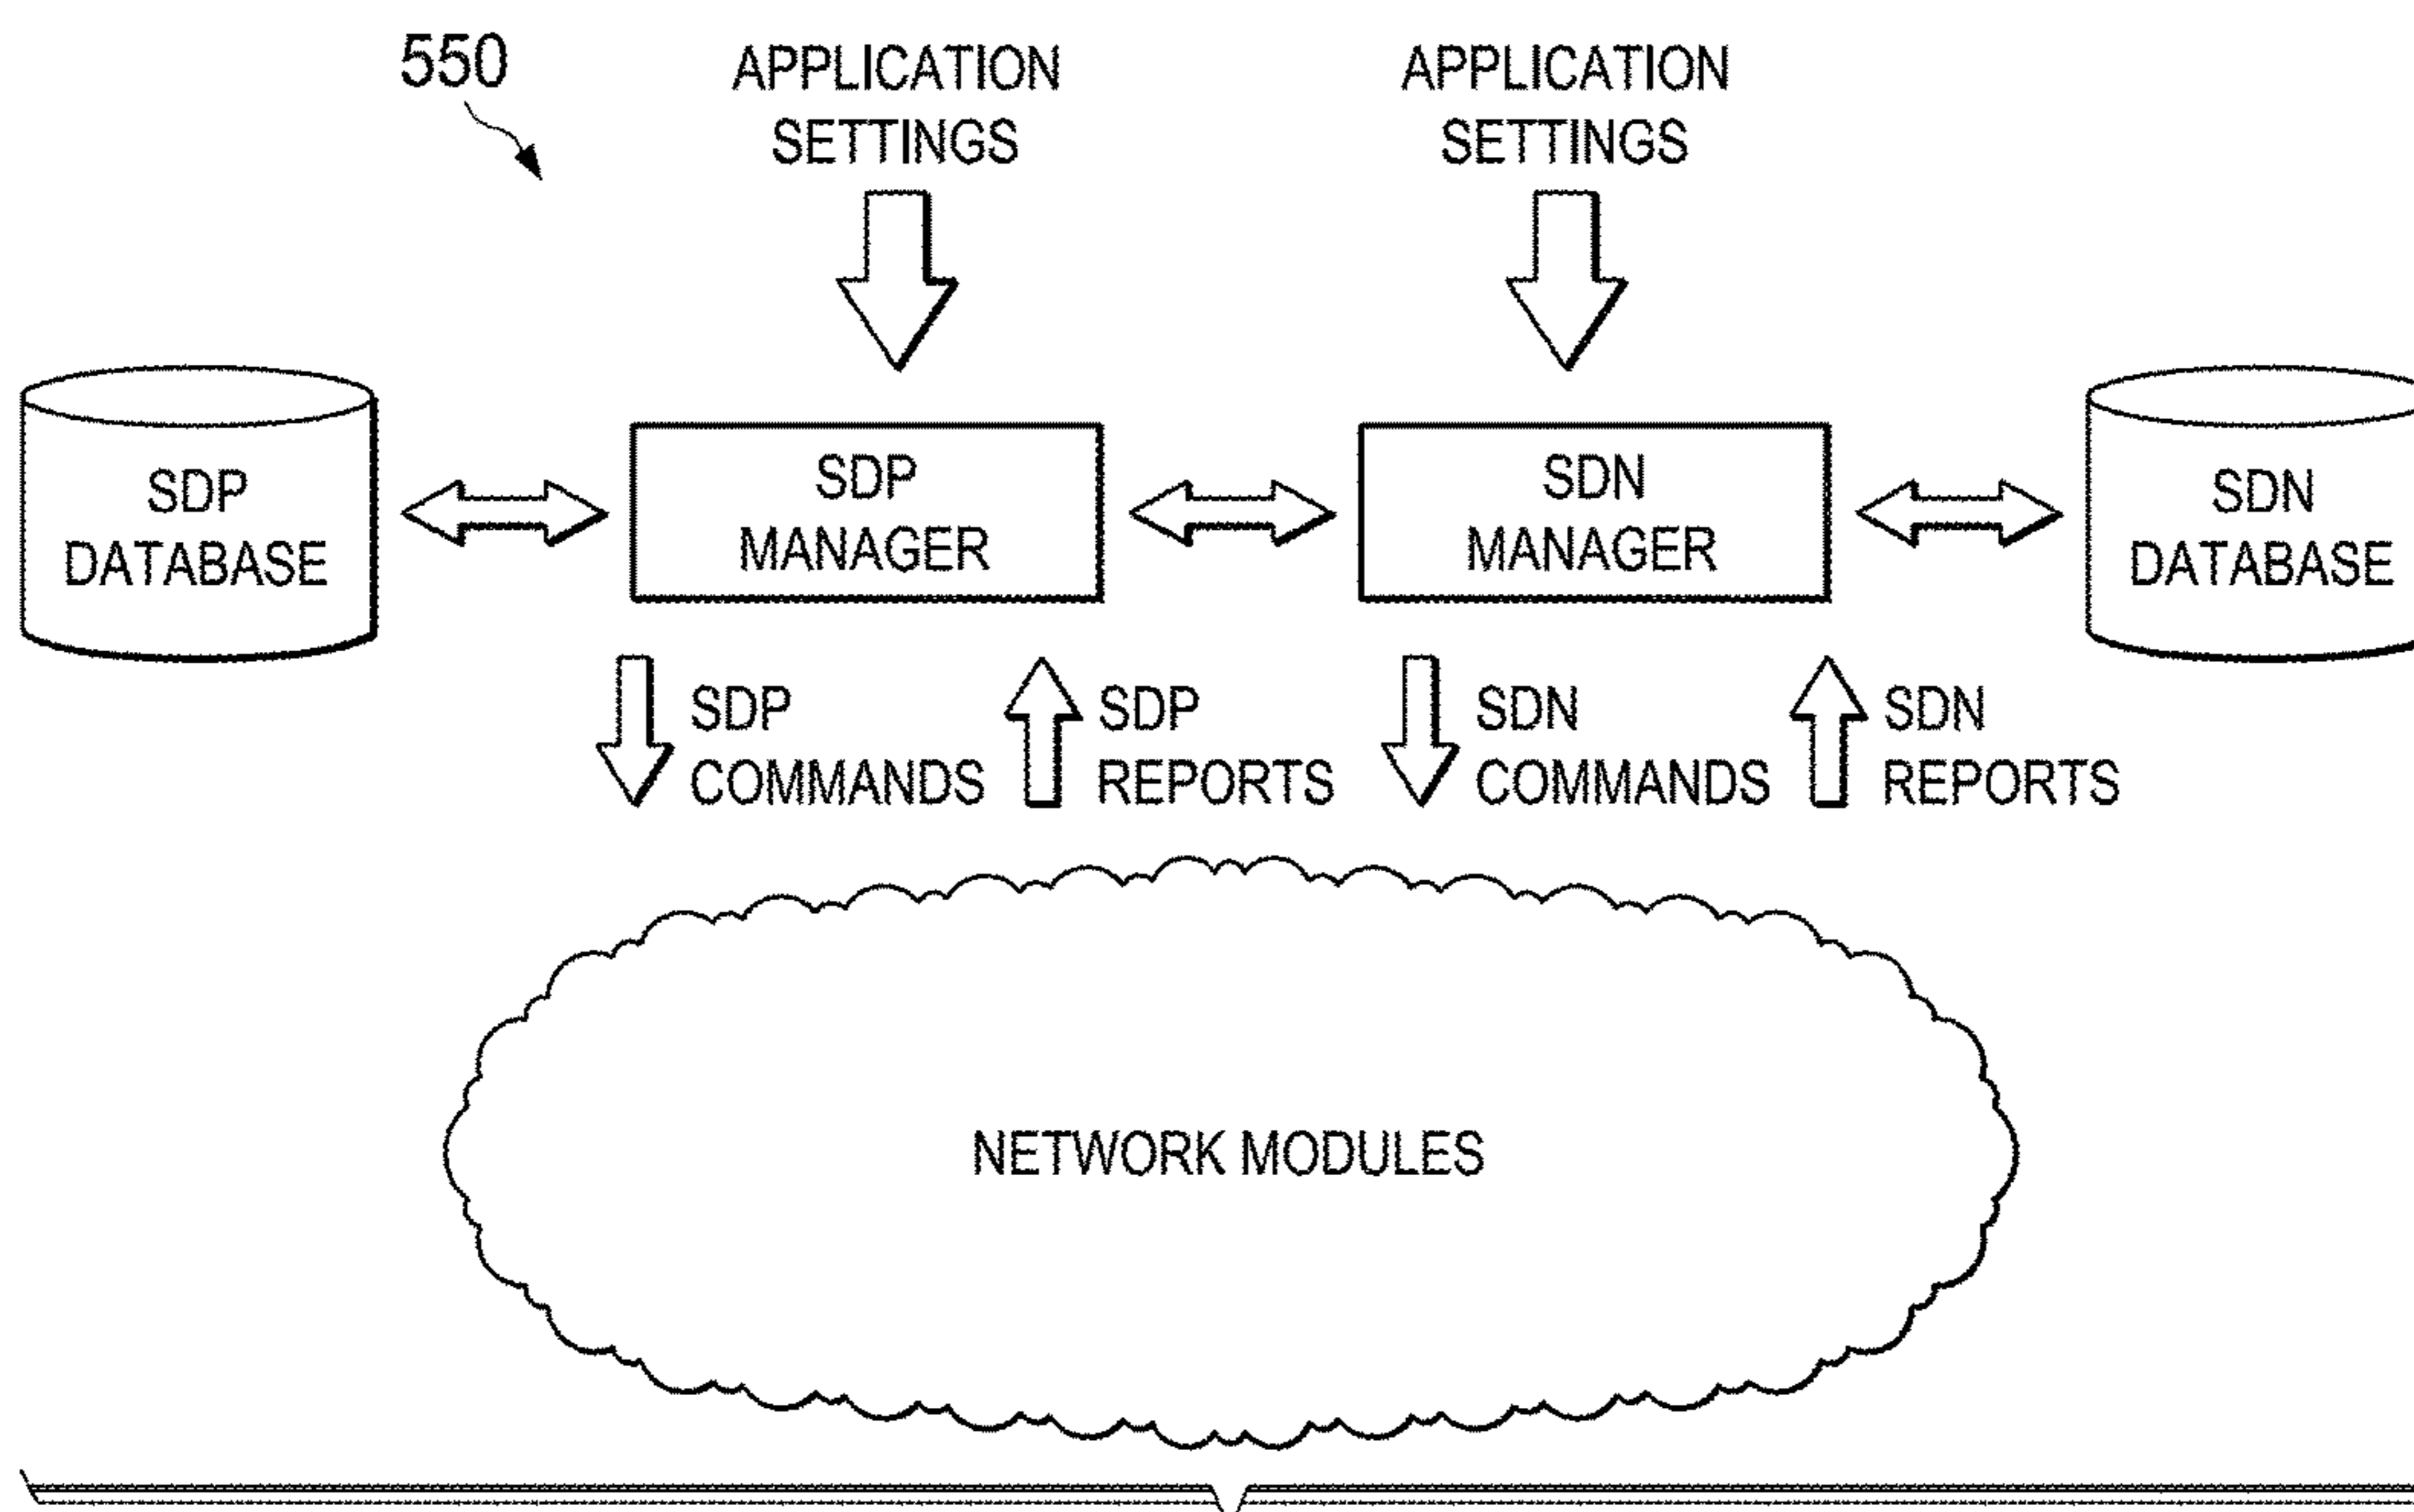 550
APPLICATION
SETTINGS
APPLICATION
SETTINGS
SDP
DATABASE
SDP
MANAGER
SDN
MANAGER
SDN
DATABASE
SDP
COMMANDS
SDP
REPORTS
SDN
COMMANDS
SDN
REPORTS
NETWORK MODULES